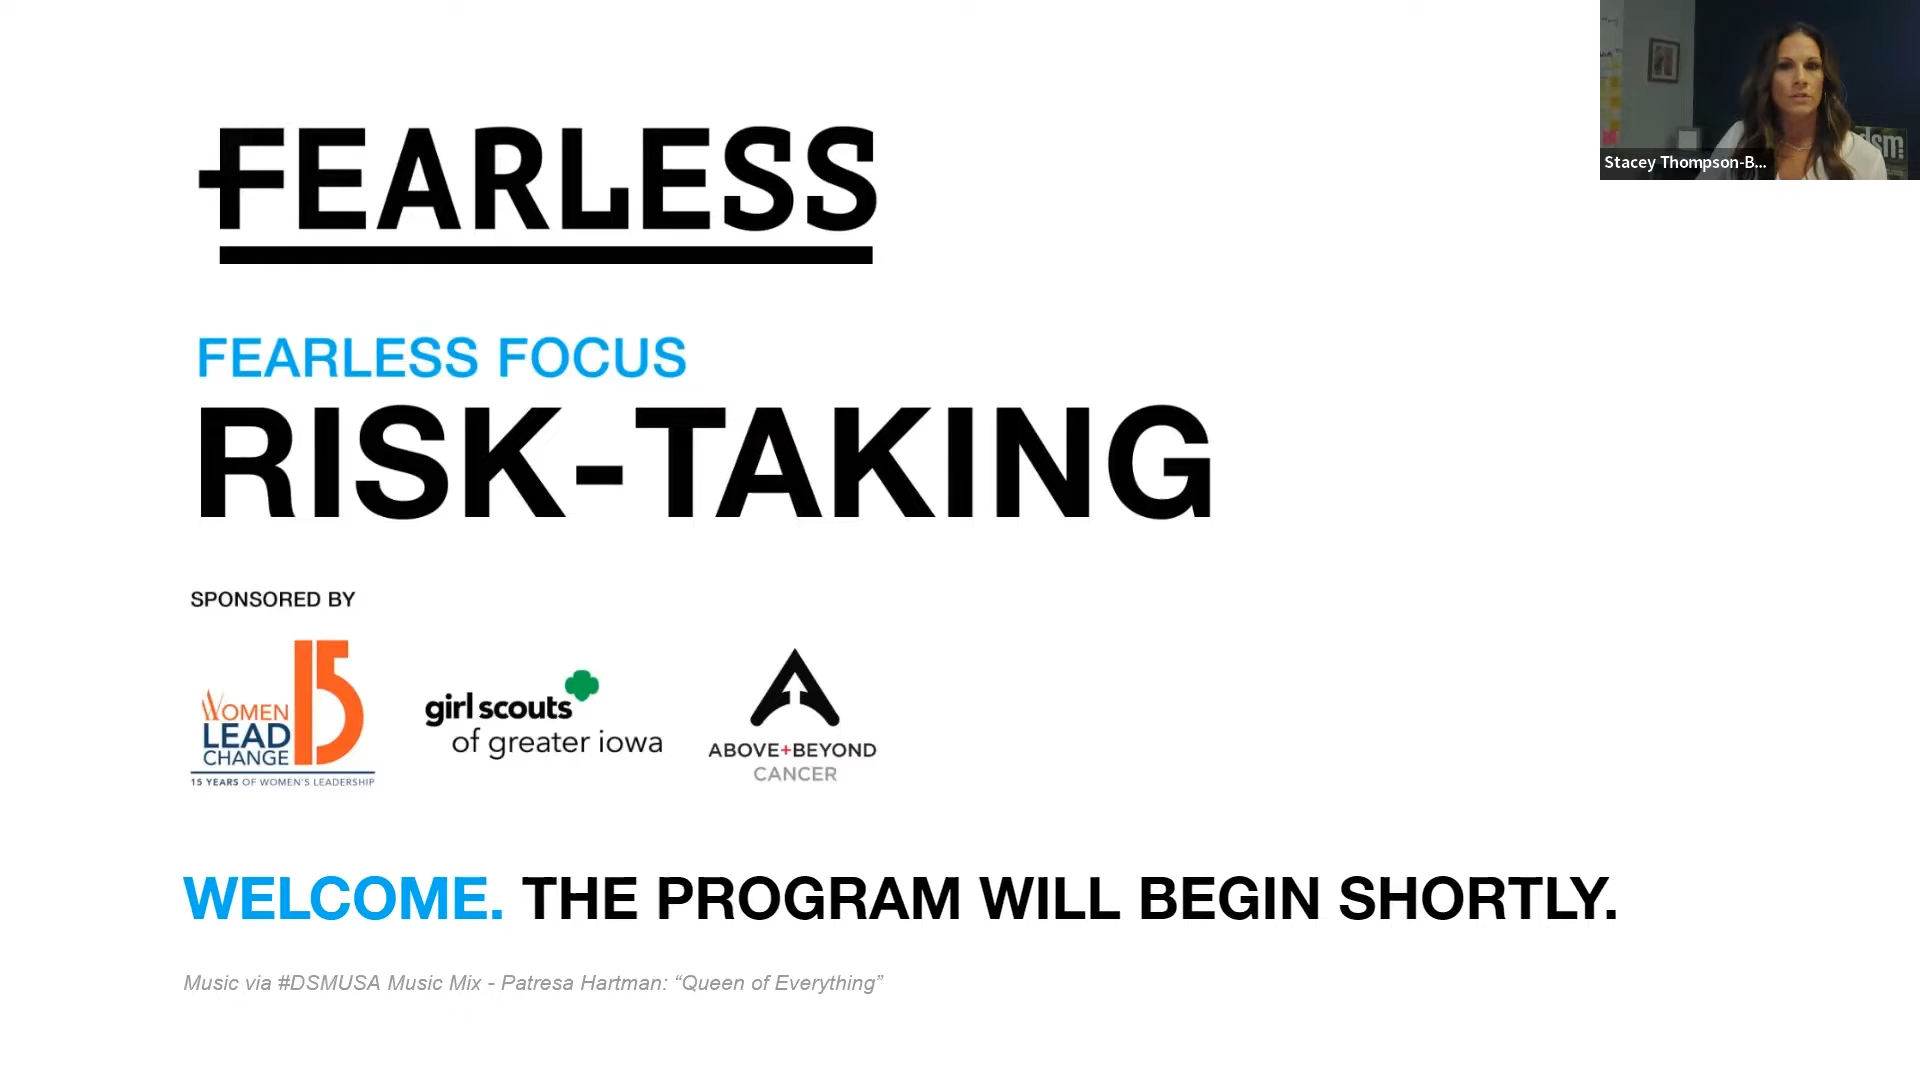 FEARLESS
FEARLESS FOCUS
RISK-TAKING
SPONSORED BY
WOMEN
LEAD
CHANGE
15
15 YEARS OF WOMEN'S LEADERSHIP
girl scouts
of greater iowa
ABOVE+BEYOND
CANCER
WELCOME. THE PROGRAM WILL BEGIN SHORTLY.
Music via #DSMUSA Music Mix - Patresa Hartman: “Queen of Everything”
dsm
Stacey Thompson-B...